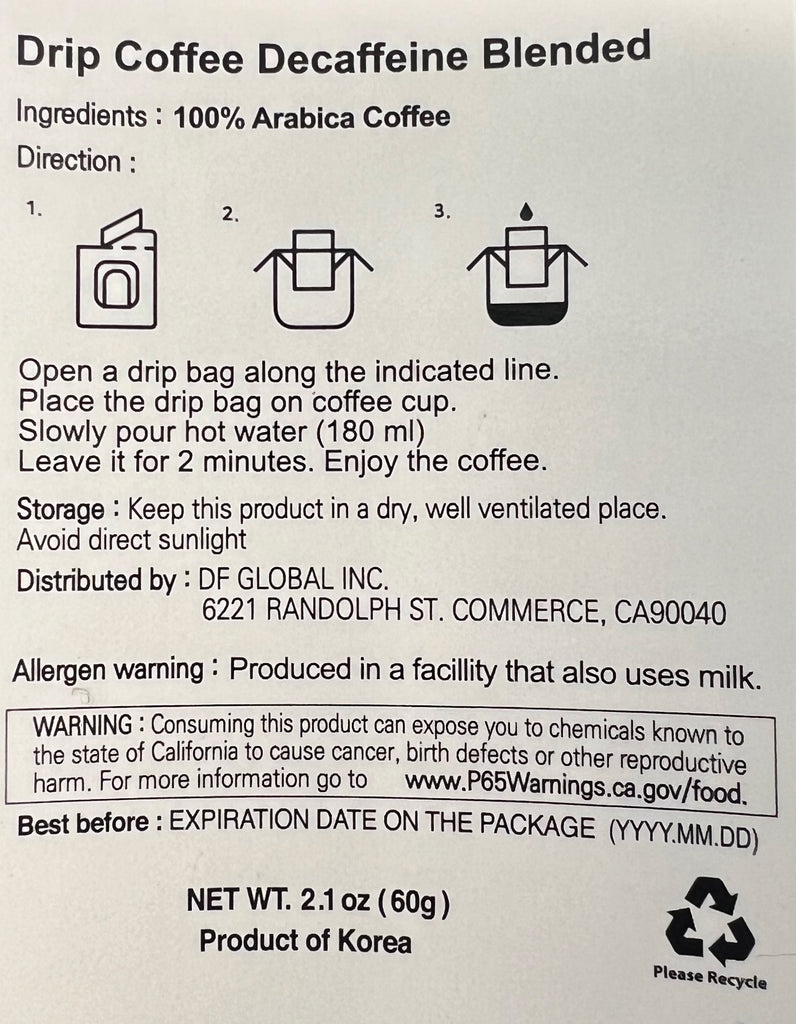 Drip Coffee Decaffeine Blended
Ingredients : 100% Arabica Coffee
Direction :
1. 2. 3.
Open a drip bag along the indicated line.
Place the drip bag on coffee cup.
Slowly pour hot water (180 ml)
Leave it for 2 minutes. Enjoy the coffee.
Storage : Keep this product in a dry, well ventilated place.
Avoid direct sunlight
Distributed by : DF GLOBAL INC.
6221 RANDOLPH ST. COMMERCE, CA90040
Allergen warning : Produced in a facillity that also uses milk.
WARNING : Consuming this product can expose you to chemicals known to
the state of California to cause cancer, birth defects or other reproductive
harm. For more information go to www.P65Warnings.ca.gov/food.
Best before : EXPIRATION DATE ON THE PACKAGE (YYYY.MM.DD)
NET WT. 2.1 oz (60g)
Product of Korea
Please Recycle